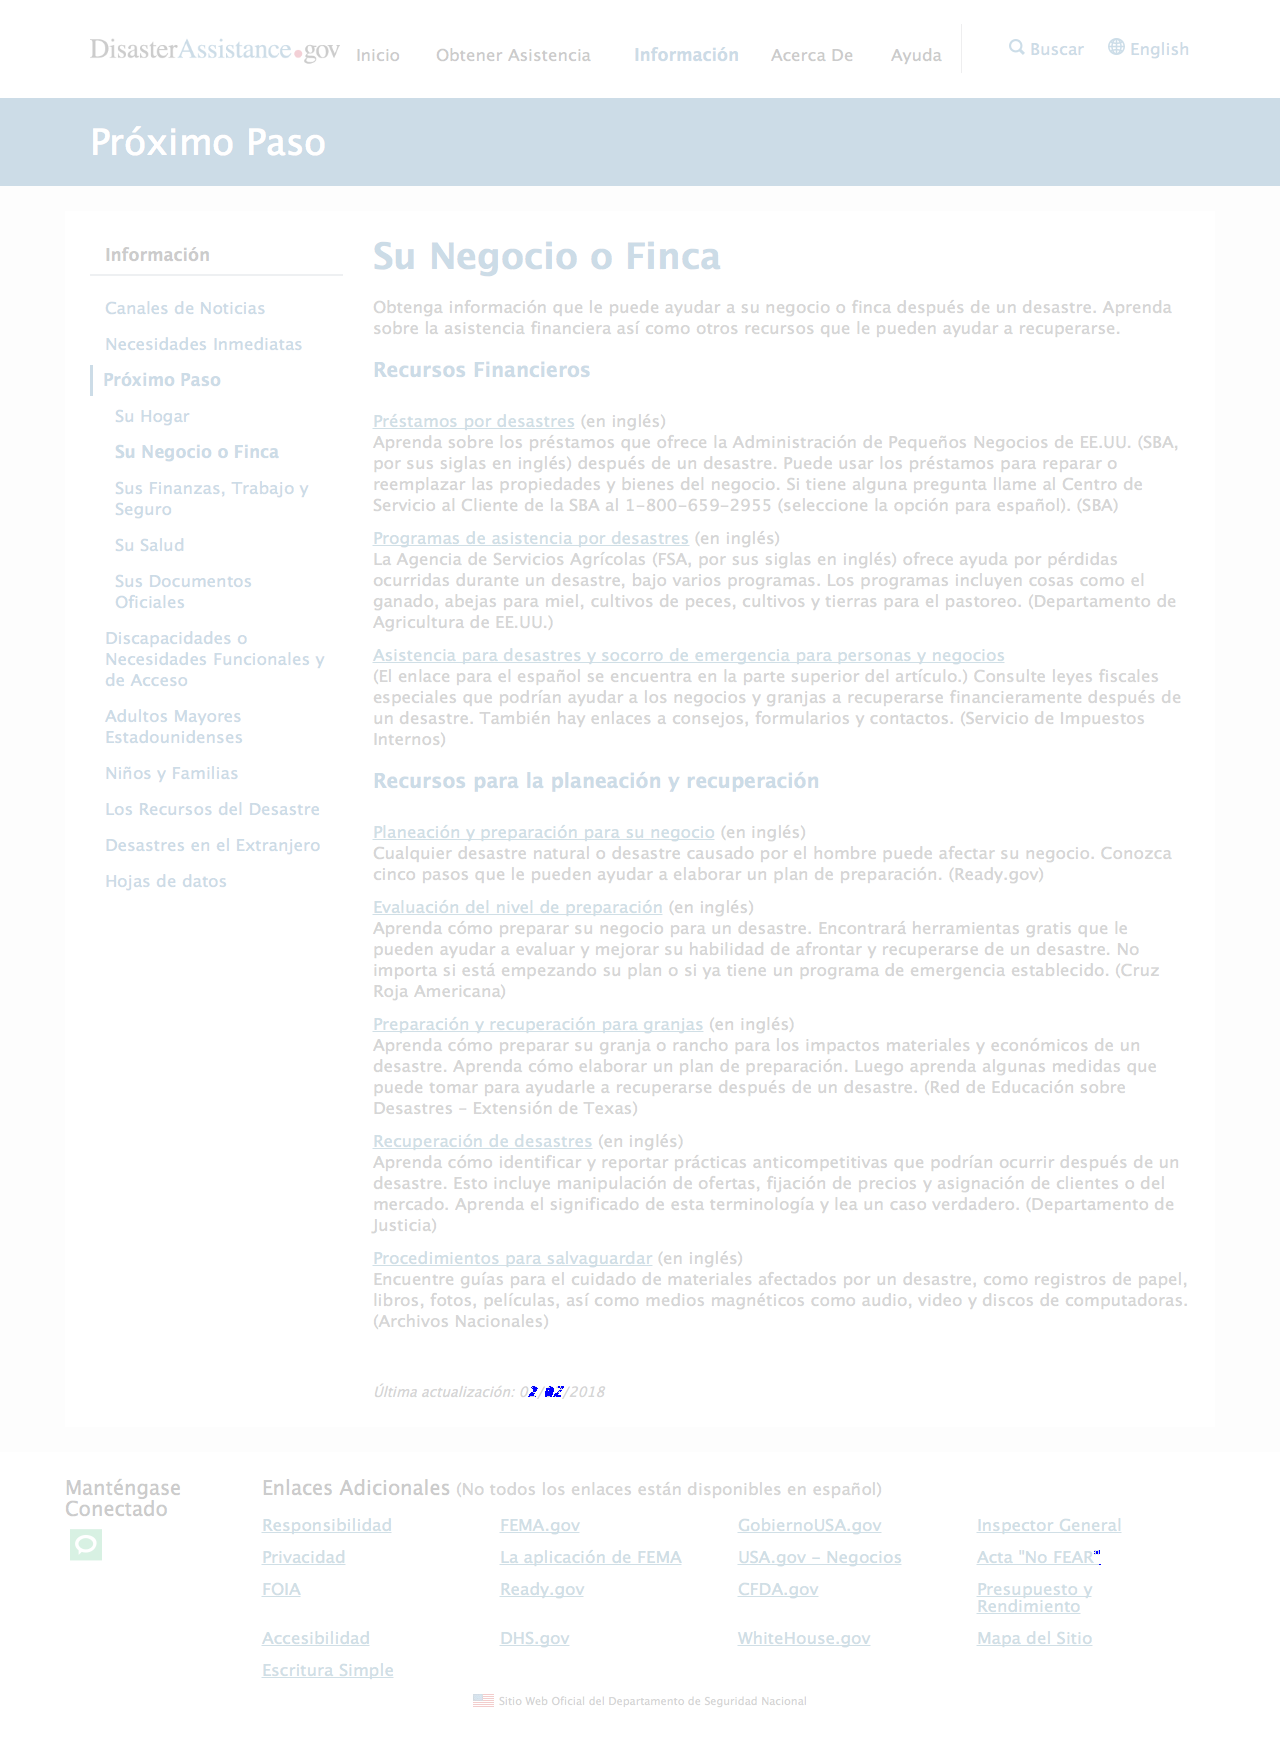 DisasterAssistance.gov
Inicio
Obtener Asistencia
Información
Acerca De
Ayuda
Buscar
English
Próximo Paso
Información
Canales de Noticias
Necesidades Inmediatas
Próximo Paso
Su Hogar
Su Negocio o Finca
Sus Finanzas, Trabajo y
Seguro
Su Salud
Sus Documentos
Oficiales
Discapacidades o
Necesidades Funcionales y
de Acceso
Adultos Mayores
Estadounidenses
Niños y Familias
Los Recursos del Desastre
Desastres en el Extranjero
Hojas de datos
Su Negocio o Finca
Obtenga información que le puede ayudar a su negocio o finca después de un desastre. Aprenda
sobre la asistencia financiera así como otros recursos que le pueden ayudar a recuperarse.
Recursos Financieros
Préstamos por desastres (en inglés)
Aprenda sobre los préstamos que ofrece la Administración de Pequeños Negocios de EE.UU. (SBA,
por sus siglas en inglés) después de un desastre. Puede usar los préstamos para reparar o
reemplazar las propiedades y bienes del negocio. Si tiene alguna pregunta llame al Centro de
Servicio al Cliente de la SBA al 1-800-659-2955 (seleccione la opción para español). (SBA)
Programas de asistencia por desastres (en inglés)
La Agencia de Servicios Agrícolas (FSA, por sus siglas en inglés) ofrece ayuda por pérdidas
ocurridas durante un desastre, bajo varios programas. Los programas incluyen cosas como el
ganado, abejas para miel, cultivos de peces, cultivos y tierras para el pastoreo. (Departamento de
Agricultura de EE.UU.)
Asistencia para desastres y socorro de emergencia para personas y negocios
(El enlace para el español se encuentra en la parte superior del artículo.) Consulte leyes fiscales
especiales que podrían ayudar a los negocios y granjas a recuperarse financieramente después de
un desastre. También hay enlaces a consejos, formularios y contactos. (Servicio de Impuestos
Internos)
Recursos para la planeación y recuperación
Planeación y preparación para su negocio (en inglés)
Cualquier desastre natural o desastre causado por el hombre puede afectar su negocio. Conozca
cinco pasos que le pueden ayudar a elaborar un plan de preparación. (Ready.gov)
Evaluación del nivel de preparación (en inglés)
Aprenda cómo preparar su negocio para un desastre. Encontrará herramientas gratis que le
pueden ayudar a evaluar y mejorar su habilidad de afrontar y recuperarse de un desastre. No
importa si está empezando su plan o si ya tiene un programa de emergencia establecido. (Cruz
Roja Americana)
Preparación y recuperación para granjas (en inglés)
Aprenda cómo preparar su granja o rancho para los impactos materiales y económicos de un
desastre. Aprenda cómo elaborar un plan de preparación. Luego aprenda algunas medidas que
puede tomar para ayudarle a recuperarse después de un desastre. (Red de Educación sobre
Desastres - Extensión de Texas)
Recuperación de desastres (en inglés)
Aprenda cómo identificar y reportar prácticas anticompetitivas que podrían ocurrir después de un
desastre. Esto incluye manipulación de ofertas, fijación de precios y asignación de clientes o del
mercado. Aprenda el significado de esta terminología y lea un caso verdadero. (Departamento de
Justicia)
Procedimientos para salvaguardar (en inglés)
Encuentre guías para el cuidado de materiales afectados por un desastre, como registros de papel,
libros, fotos, películas, así como medios magnéticos como audio, video y discos de computadoras.
(Archivos Nacionales)
Última actualización:
Manténgase
Conectado
Enlaces Adicionales (No todos los enlaces están disponibles en español)
Responsibilidad
FEMA.gov
GobiernoUSA.gov
Inspector General
Privacidad
La aplicación de FEMA
USA.gov - Negocios
Acta "No FEAR"
FOIA
Ready.gov
CFDA.gov
Presupuesto y
Rendimiento
Accesibilidad
DHS.gov
WhiteHouse.gov
Mapa del Sitio
Escritura Simple
Sitio Web Oficial del Departamento de Seguridad Nacional